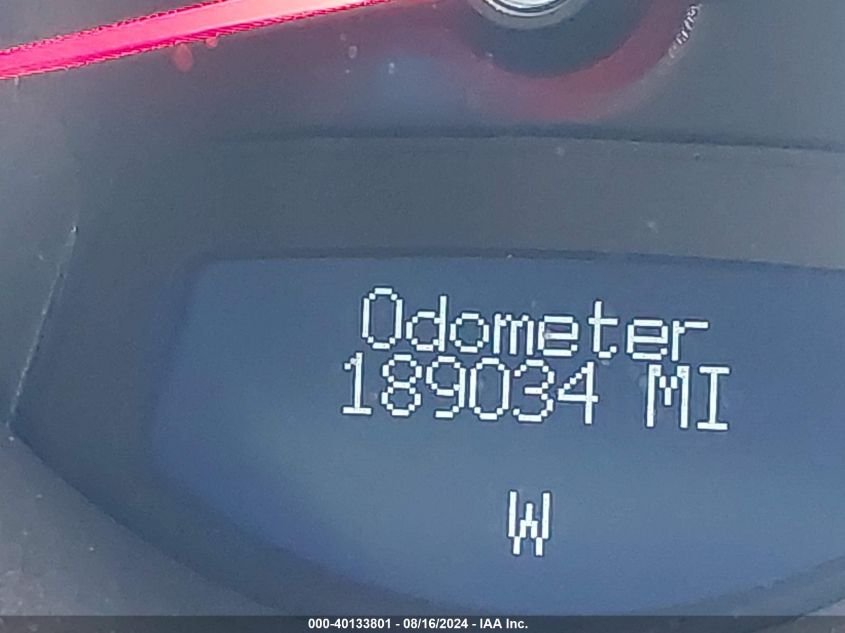 Odometer
189034 MI
W
000-40133801 - 08/16/2024 - IAA Inc.